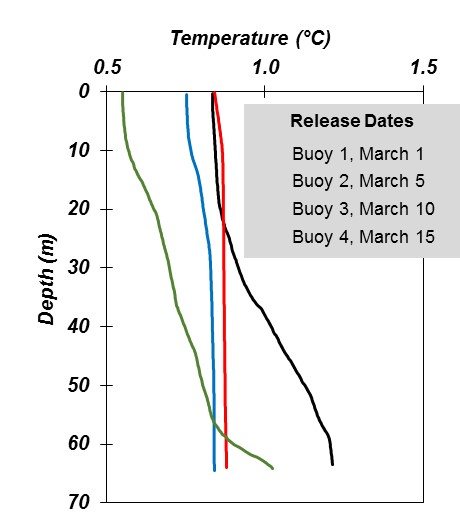 Temperature (°C)
0.5 1.0 1.5
0
Release Dates
10
Buoy 1, March 1
Buoy 2, March 5
20
Buoy 3, March 10
Buoy 4, March 15
30
Depth (m)
40
50
60
70